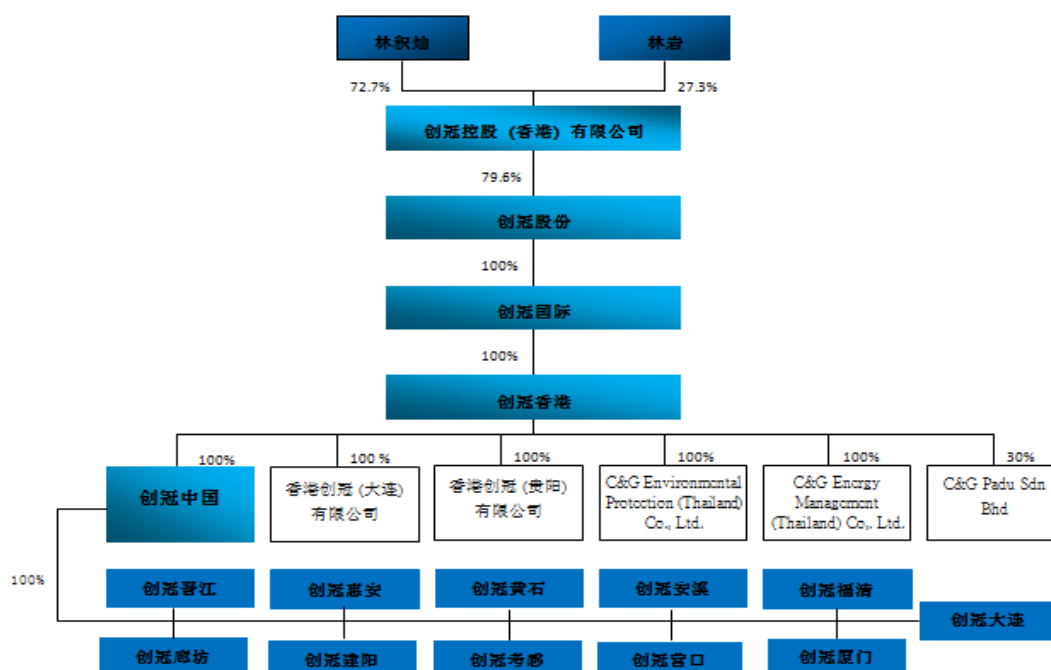 林积灿
林岩
72.7%
27.3%
创冠控股 (香港) 有限公司
79.6%
创冠股份
100%
创冠国际
100%
创冠香港
100%
100 %
100%
100%
100%
30%
创冠中国
香港创冠 (大连)
有限公司
香港创冠 (贵阳)
有限公司
C&G Environmental
Protection (Thailand)
Co., Ltd.
C&G Energy
Management
(Thailand) Co,. Ltd.
C&G Padu Sdn
Bhd
100%
创冠晋江
创冠惠安
创冠黄石
创冠安溪
创冠福清
创冠大连
创冠廊坊
创冠建阳
创冠孝感
创冠营口
创冠厦门